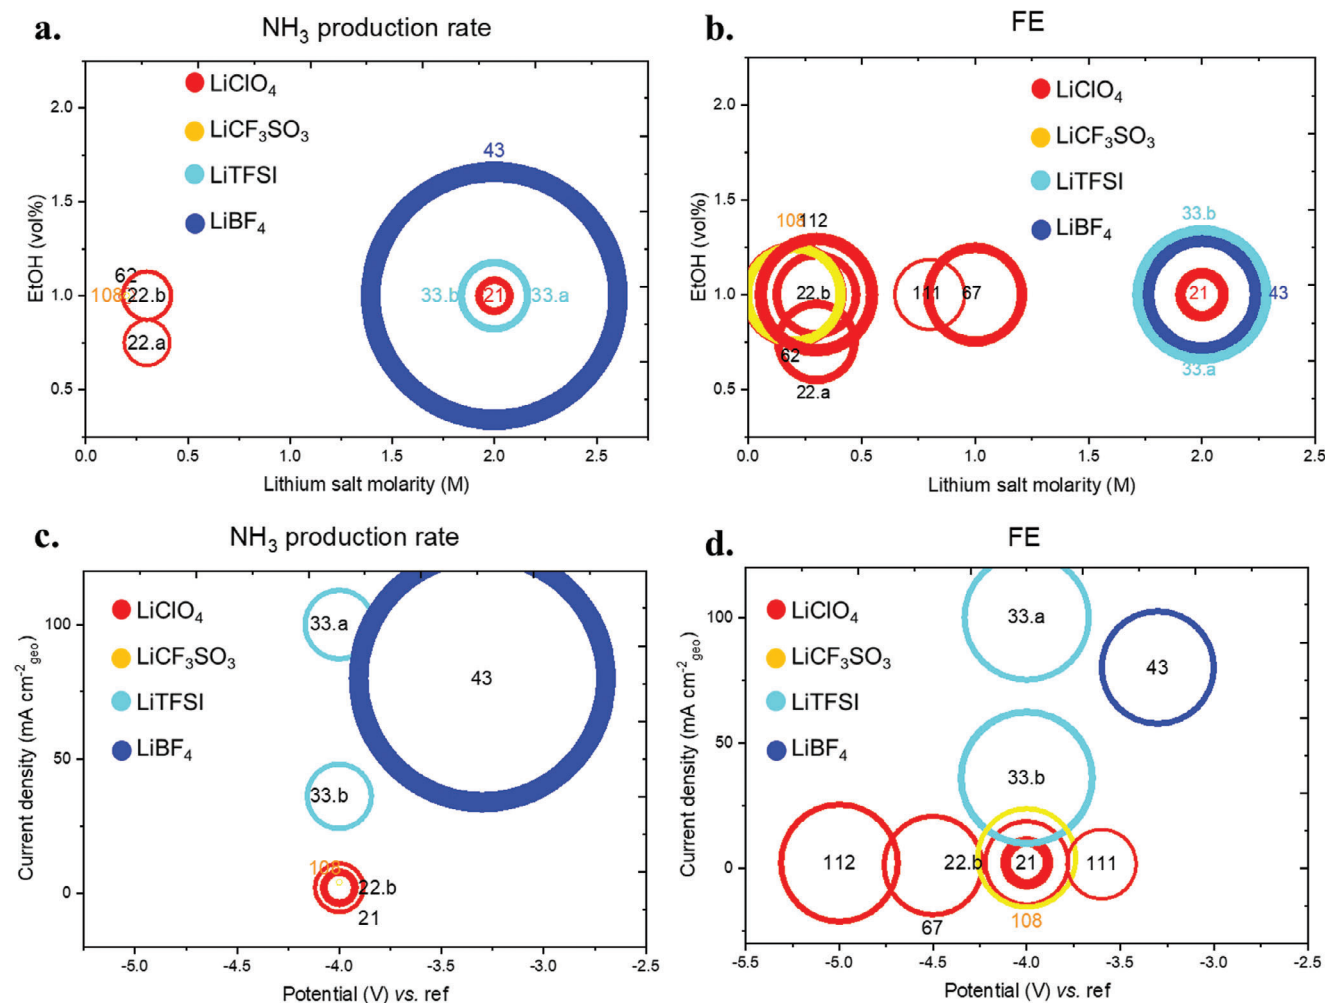 a.
NH₃ production rate
LiClO₄
LiCF₃SO₃
LiTFSI
LiBF₄
43
62
108
22.b
22.a
33.b
21
33.a
EtOH (vol%)
2.0
1.5
1.0
0.5
0.0
0.5
1.0
1.5
2.0
2.5
Lithium salt molarity (M)
b.
FE
LiClO₄
LiCF₃SO₃
LiTFSI
LiBF₄
108
112
22.b
62
22.a
111
67
33.b
21
43
33.a
EtOH (vol%)
2.0
1.5
1.0
0.5
0.0
0.5
1.0
1.5
2.0
2.5
Lithium salt molarity (M)
c.
NH₃ production rate
LiClO₄
LiCF₃SO₃
LiTFSI
LiBF₄
33.a
43
33.b
108
22.b
21
Current density (mA cm⁻²geo)
100
50
0
-5.0
-4.5
-4.0
-3.5
-3.0
-2.5
Potential (V) vs. ref
d.
FE
LiClO₄
LiCF₃SO₃
LiTFSI
LiBF₄
33.a
43
33.b
112
22.b
21
111
67
108
Current density (mA cm⁻²geo)
100
50
0
-5.5
-5.0
-4.5
-4.0
-3.5
-3.0
-2.5
Potential (V) vs. ref